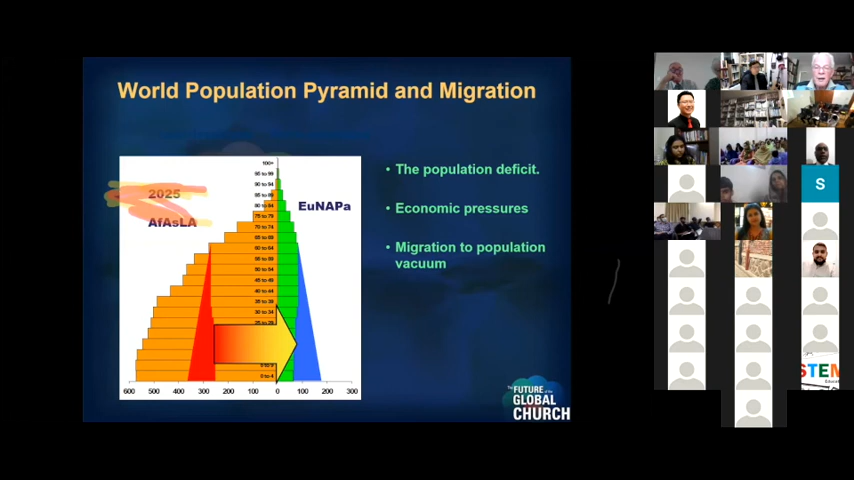 World Population Pyramid and Migration
2025
AfAsLA
EuNAPa
100+
95 to 99
90 to 94
95 to 89
80 to 84
75 to 79
70 to 74
65 to 69
60 to 64
55 to 59
50 to 54
45 to 49
40 to 44
35 to 39
30 to 34
25 to 29
0 to 4
600 500 400 300 200 100 0 100 200 300
• The population deficit.
• Economic pressures
• Migration to population
vacuum
The FUTURE of the
GLOBAL
CHURCH
S
STEM